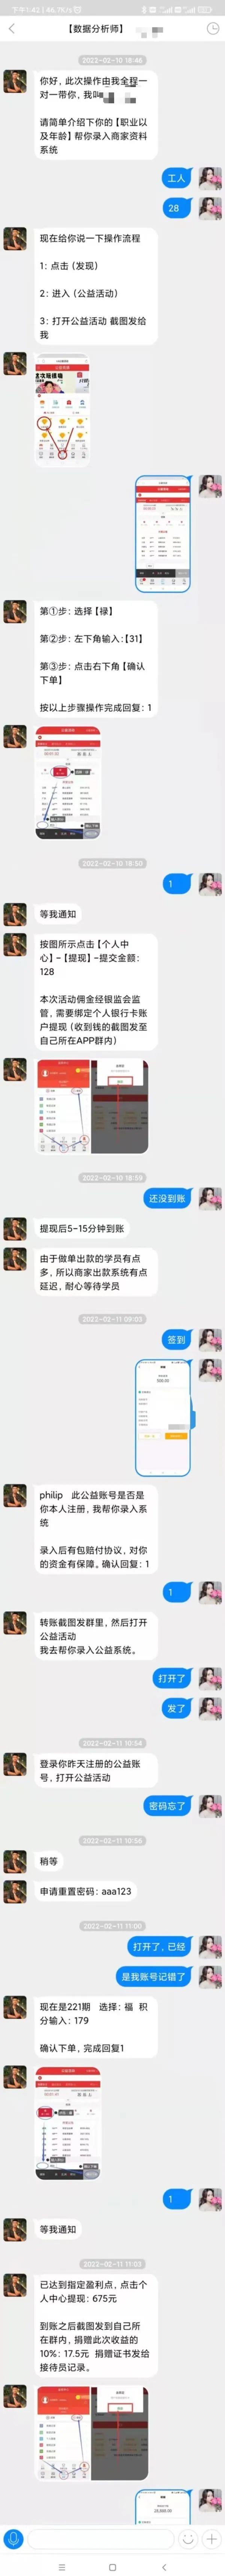 下午1:42 | 46.7K/s
【数据分析师】
2022-02-10 18:46
你好，此次操作由我全程一
对一带你，我叫
请简单介绍下你的【职业以
及年龄】帮你录入商家资料
系统
工人
28
现在给你说一下操作流程
1：点击（发现）
2：进入（公益活动）
3：打开公益活动 截图发给
我
第①步：选择【禄】
第②步：左下角输入：【31】
第③步：点击右下角【确认
下单】
按以上步骤操作完成回复：1
2022-02-10 18:50
1
等我通知
按图所示点击【个人中
心】-【提现】-提交金额：
128
本次活动佣金经银监会监
管，需要绑定个人银行卡账
户提现（收到钱的截图发至
自己所在APP群内）
2022-02-10 18:59
还没到账
提现后5-15分钟到账
由于做单出款的学员有点
多，所以商家出款系统有点
延迟，耐心等待学员
2022-02-11 09:03
签到
philip 此公益账号是否是
你本人注册，我帮你录入系
统
录入后有包赔付协议，对你
的资金有保障。确认回复：1
1
转账截图发群里，然后打开
公益活动
我去帮你录入公益系统。
打开了
发了
2022-02-11 10:54
登录你昨天注册的公益账
号，打开公益活动
密码忘了
2022-02-11 10:56
稍等
申请重置密码：aaa123
2022-02-11 11:00
打开了，已经
是我账号记错了
现在是221期 选择：福 积
分输入：179
确认下单，完成回复1
1
等我通知
2022-02-11 11:03
已达到指定盈利点，点击个
人中心提现：675元
到账之后截图到自己所
在群内，捐赠此次收益的
10%：17.5元 捐赠证书发给
接待员记录。